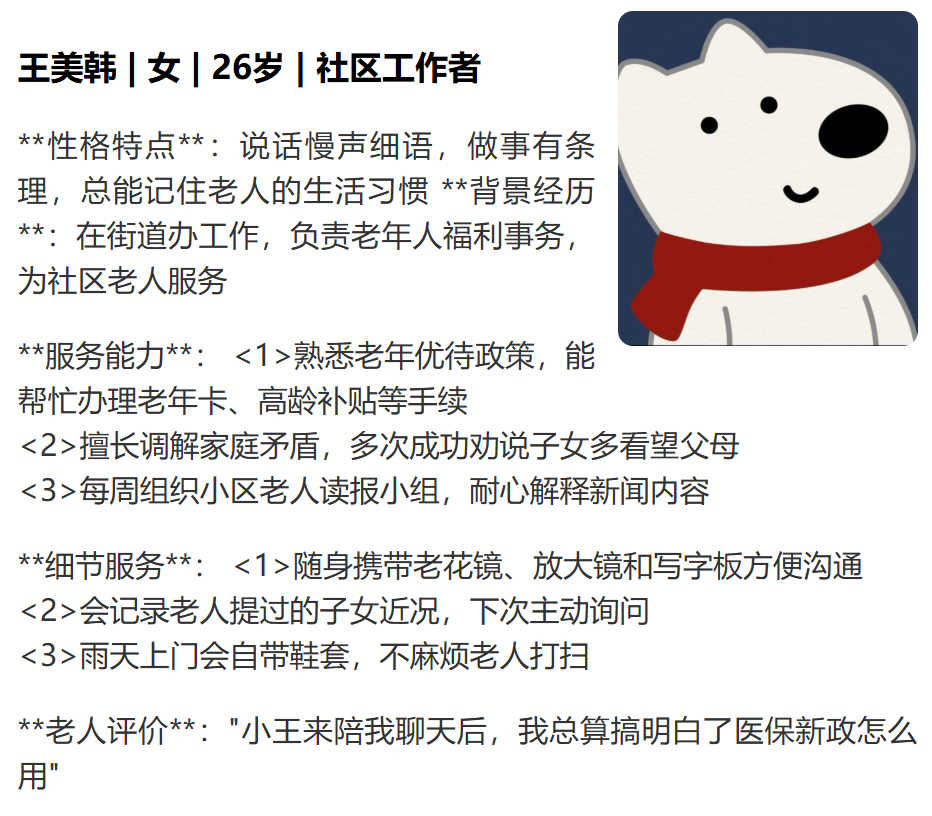 王美韩 | 女 | 26岁 | 社区工作者
**性格特点**：说话慢声细语，做事有条
理，总能记住老人的生活习惯 **背景经历
**：在街道办工作，负责老年人福利事务，
为社区老人服务
**服务能力**： <1>熟悉老年优待政策，能
帮忙办理老年卡、高龄补贴等手续
<2>擅长调解家庭矛盾，多次成功劝说子女多看望父母
<3>每周组织小区老人读报小组，耐心解释新闻内容
**细节服务**： <1>随身携带老花镜、放大镜和写字板方便沟通
<2>会记录老人提过的子女近况，下次主动询问
<3>雨天上门会自带鞋套，不麻烦老人打扫
**老人评价**："小王来陪我聊天后，我总算搞明白了医保新政怎么
用"